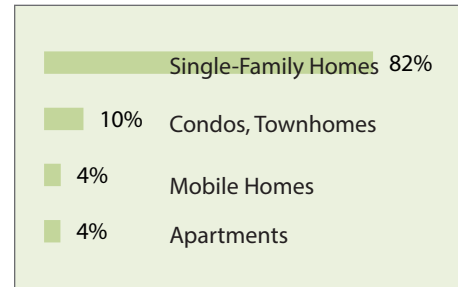 Single-Family Homes 82%
10% Condos, Townhomes
4% Mobile Homes
4% Apartments